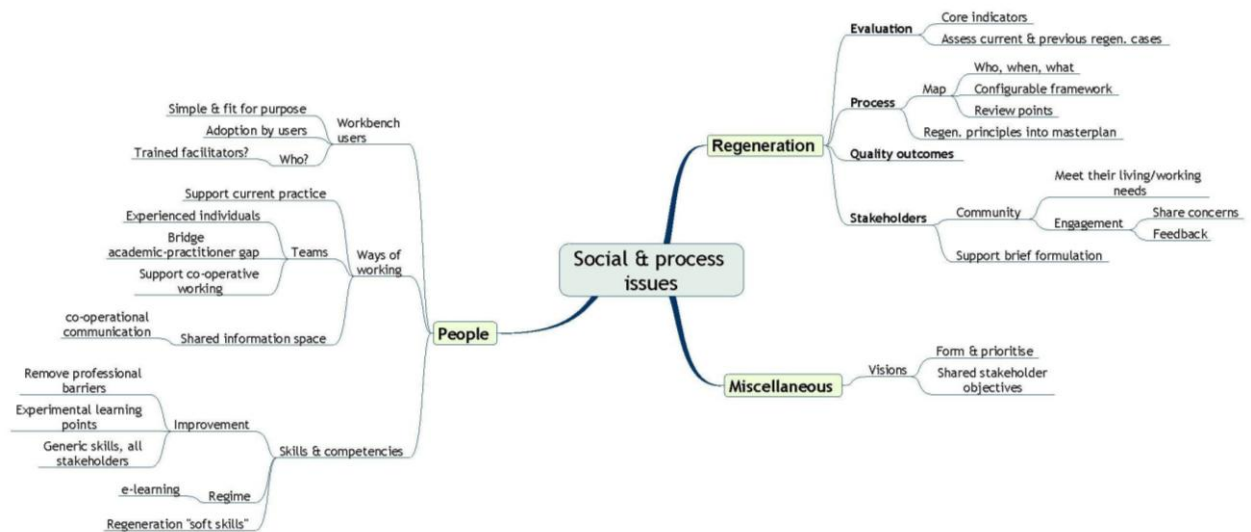 Social & process
issues
Regeneration
Evaluation
Core indicators
Assess current & previous regen. cases
Process
Map
Who, when, what
Configurable framework
Review points
Regen. principles into masterplan
Quality outcomes
Stakeholders
Community
Meet their living/working
needs
Engagement
Share concerns
Feedback
Support brief formulation
Miscellaneous
Visions
Form & prioritise
Shared stakeholder
objectives
People
Workbench
users
Simple & fit for purpose
Adoption by users
Who?
Trained facilitators?
Ways of
working
Support current practice
Teams
Experienced individuals
Bridge
academic-practitioner gap
Support co-operative
working
Shared information space
co-operational
communication
Skills & competencies
Improvement
Remove professional
barriers
Experimental learning
points
Generic skills, all
stakeholders
Regime
e-learning
Regeneration "soft skills"